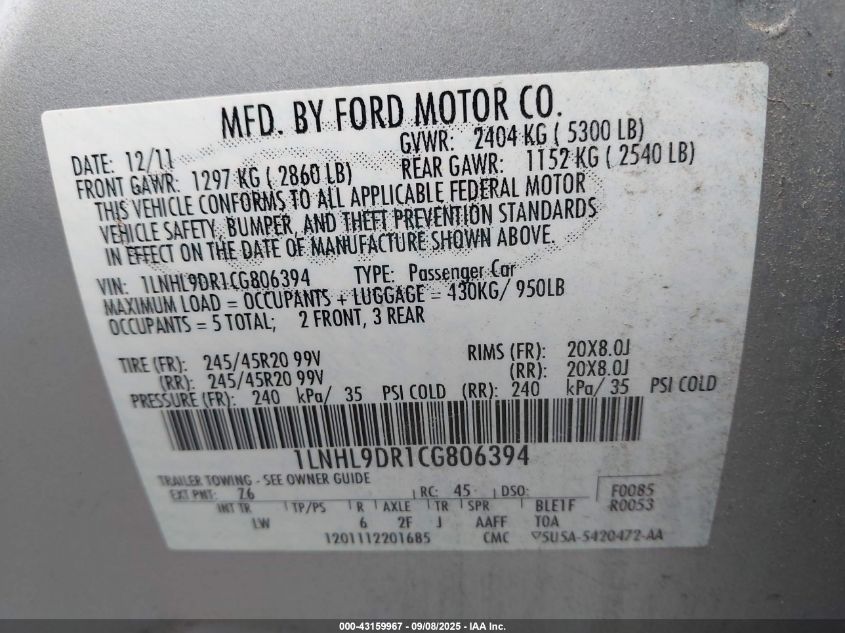 MFD. BY FORD MOTOR CO.
DATE: 12/11 GVWR: 2404 KG ( 5300 LB)
FRONT GAWR: 1297 KG ( 2860 LB) REAR GAWR: 1152 KG ( 2540 LB)
THIS VEHICLE CONFORMS TO ALL APPLICABLE FEDERAL MOTOR
VEHICLE SAFETY, BUMPER, AND THEFT PREVENTION STANDARDS
IN EFFECT ON THE DATE OF MANUFACTURE SHOWN ABOVE.
VIN: 1LNHL9DR1CG806394 TYPE: Passenger Car
MAXIMUM LOAD = OCCUPANTS + LUGGAGE = 430KG/ 950LB
OCCUPANTS = 5 TOTAL; 2 FRONT, 3 REAR
TIRE (FR): 245/45R20 99V RIMS (FR): 20X8.0J
(RR): 245/45R20 99V (RR): 20X8.0J
PRESSURE (FR): 240 kPa/ 35 PSI COLD (RR): 240 kPa/ 35 PSI COLD
1LNHL9DR1CG806394
TRAILER TOWING - SEE OWNER GUIDE
EXT PNT: 76 RC: 45 DSO: F0085
INT TR TP/PS R AXLE TR SPR BLE1F R0053
LW 6 2F J AAFF TOA
1201112201685 CMC 5U5A-5420472-AA
000-43159967 - 09/08/2025 - IAA Inc.